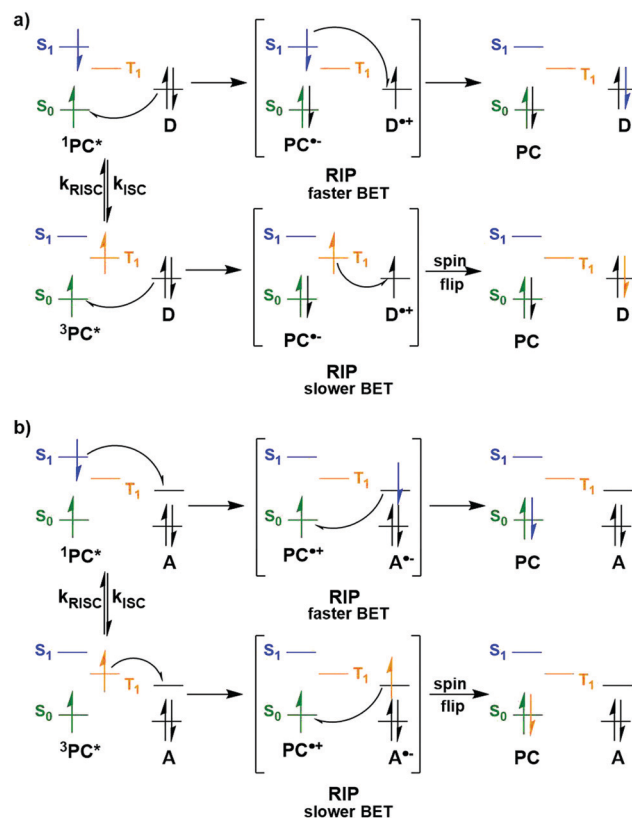 a)
S₁ T₁ S₀ ¹PC* D
S₁ T₁ S₀ PC•- D•+
RIP
faster BET
S₁ T₁ S₀ PC D
kRISC kISC
S₁ T₁ S₀ ³PC* D
S₁ T₁ S₀ PC•- D•+
RIP
slower BET
spin
flip
S₁ T₁ S₀ PC D
b)
S₁ T₁ S₀ ¹PC* A
S₁ T₁ S₀ PC•+ A•-
RIP
faster BET
S₁ T₁ S₀ PC A
kRISC kISC
S₁ T₁ S₀ ³PC* A
S₁ T₁ S₀ PC•+ A•-
RIP
slower BET
spin
flip
S₁ T₁ S₀ PC A